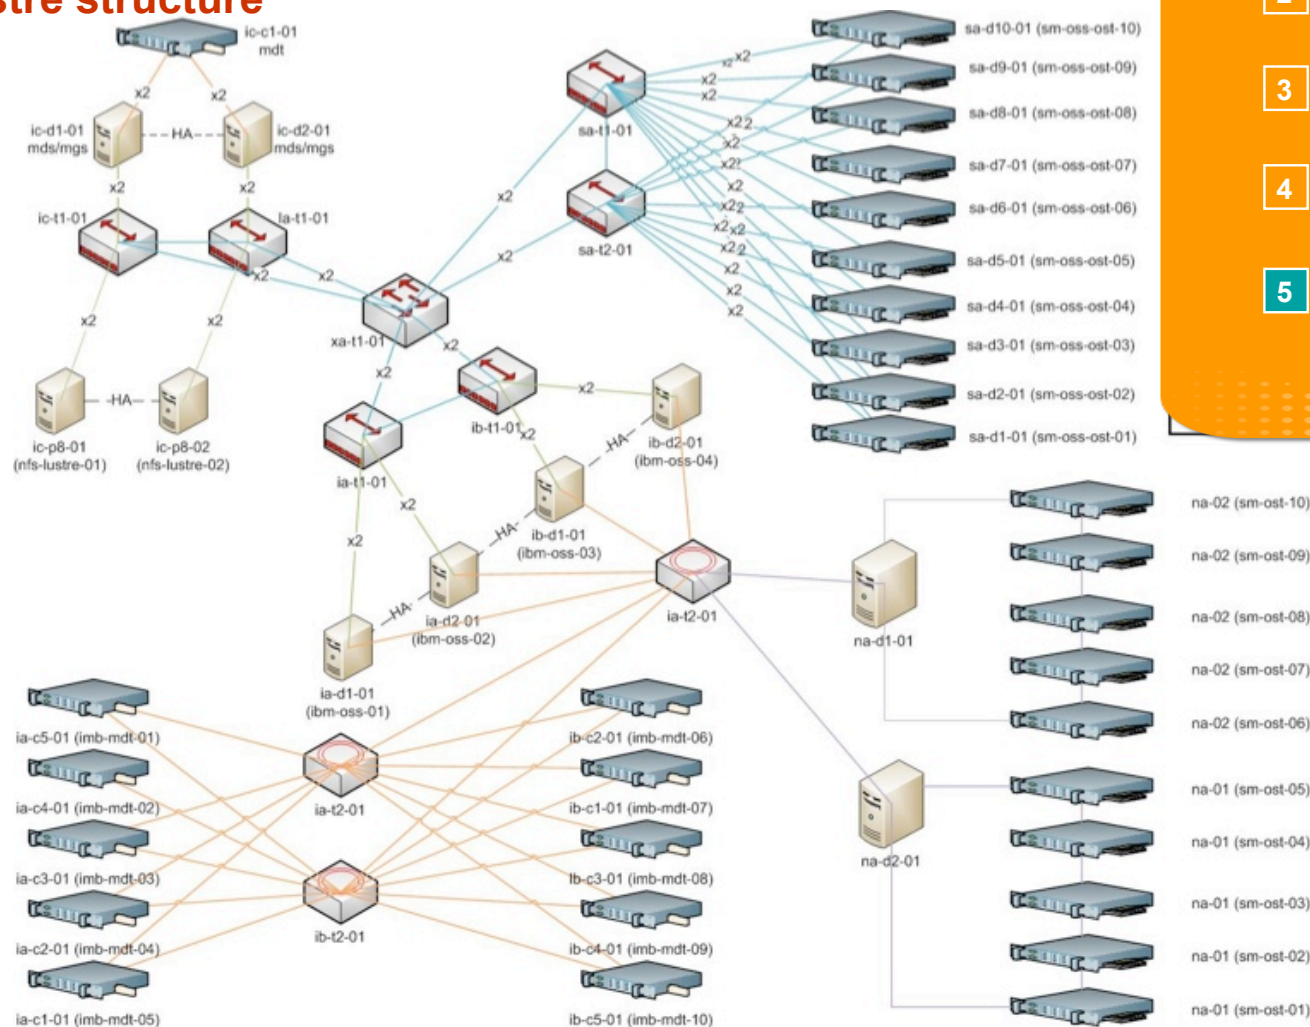 stre structure
2
3
4
5
ic-c1-01
mdt
x2
x2
ic-d1-01
mds/mgs
HA
ic-d2-01
mds/mgs
x2
x2
ic-t1-01
la-t1-01
x2
x2
x2
x2
ic-p8-01
(nfs-lustre-01)
HA
ic-p8-02
(nfs-lustre-02)
xa-t1-01
x2
x2
x2
x2
sa-t1-01
sa-t2-01
x2
x2
x2
x2
x2
x2
x2
x2
x2
x2
x2
x2
x2
sa-d10-01 (sm-oss-ost-10)
sa-d9-01 (sm-oss-ost-09)
sa-d8-01 (sm-oss-ost-08)
sa-d7-01 (sm-oss-ost-07)
sa-d6-01 (sm-oss-ost-06)
sa-d5-01 (sm-oss-ost-05)
sa-d4-01 (sm-oss-ost-04)
sa-d3-01 (sm-oss-ost-03)
sa-d2-01 (sm-oss-ost-02)
sa-d1-01 (sm-oss-ost-01)
ib-t1-01
x2
x2
ia-t1-01
x2
x2
ib-d2-01
(ibm-oss-04)
HA
ib-d1-01
(ibm-oss-03)
HA
ia-d2-01
(ibm-oss-02)
HA
ia-d1-01
(ibm-oss-01)
ia-t2-01
na-d1-01
na-d2-01
na-02 (sm-ost-10)
na-02 (sm-ost-09)
na-02 (sm-ost-08)
na-02 (sm-ost-07)
na-02 (sm-ost-06)
na-01 (sm-ost-05)
na-01 (sm-ost-04)
na-01 (sm-ost-03)
na-01 (sm-ost-02)
na-01 (sm-ost-01)
ia-c5-01 (imb-mdt-01)
ia-c4-01 (imb-mdt-02)
ia-c3-01 (imb-mdt-03)
ia-c2-01 (imb-mdt-04)
ia-c1-01 (imb-mdt-05)
ia-t2-01
ib-t2-01
ib-c2-01 (imb-mdt-06)
ib-c1-01 (imb-mdt-07)
Ib-c3-01 (imb-mdt-08)
ib-c4-01 (imb-mdt-09)
ib-c5-01 (imb-mdt-10)